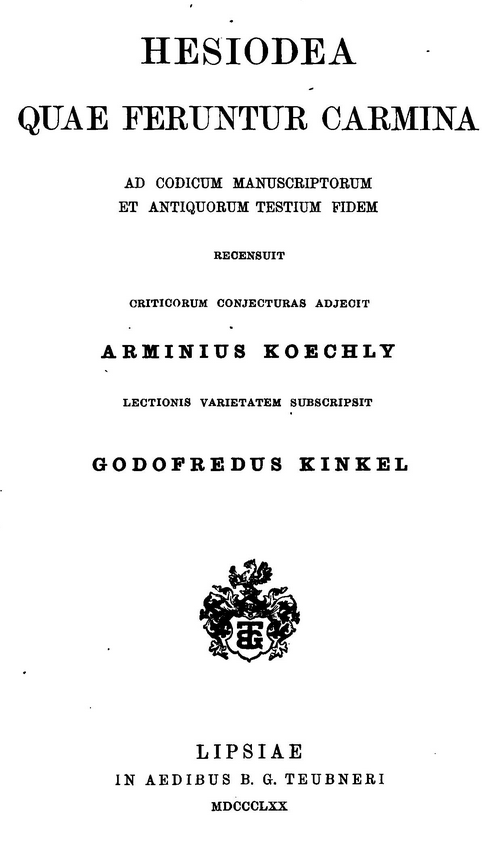 HESIODEA
QUAE FERUNTUR CARMINA
AD CODICUM MANUSCRIPTORUM
ET ANTIQUORUM TESTIUM FIDEM
RECENSUIT
CRITICORUM CONJECTURAS ADJECIT
ARMINIUS KOECHLY
LECTIONIS VARIETATEM SUBSCRIPSIT
GODOFREDUS KINKEL
BTG
LIPSIAE
IN AEDIBUS B. G. TEUBNERI
MDCCCLXX